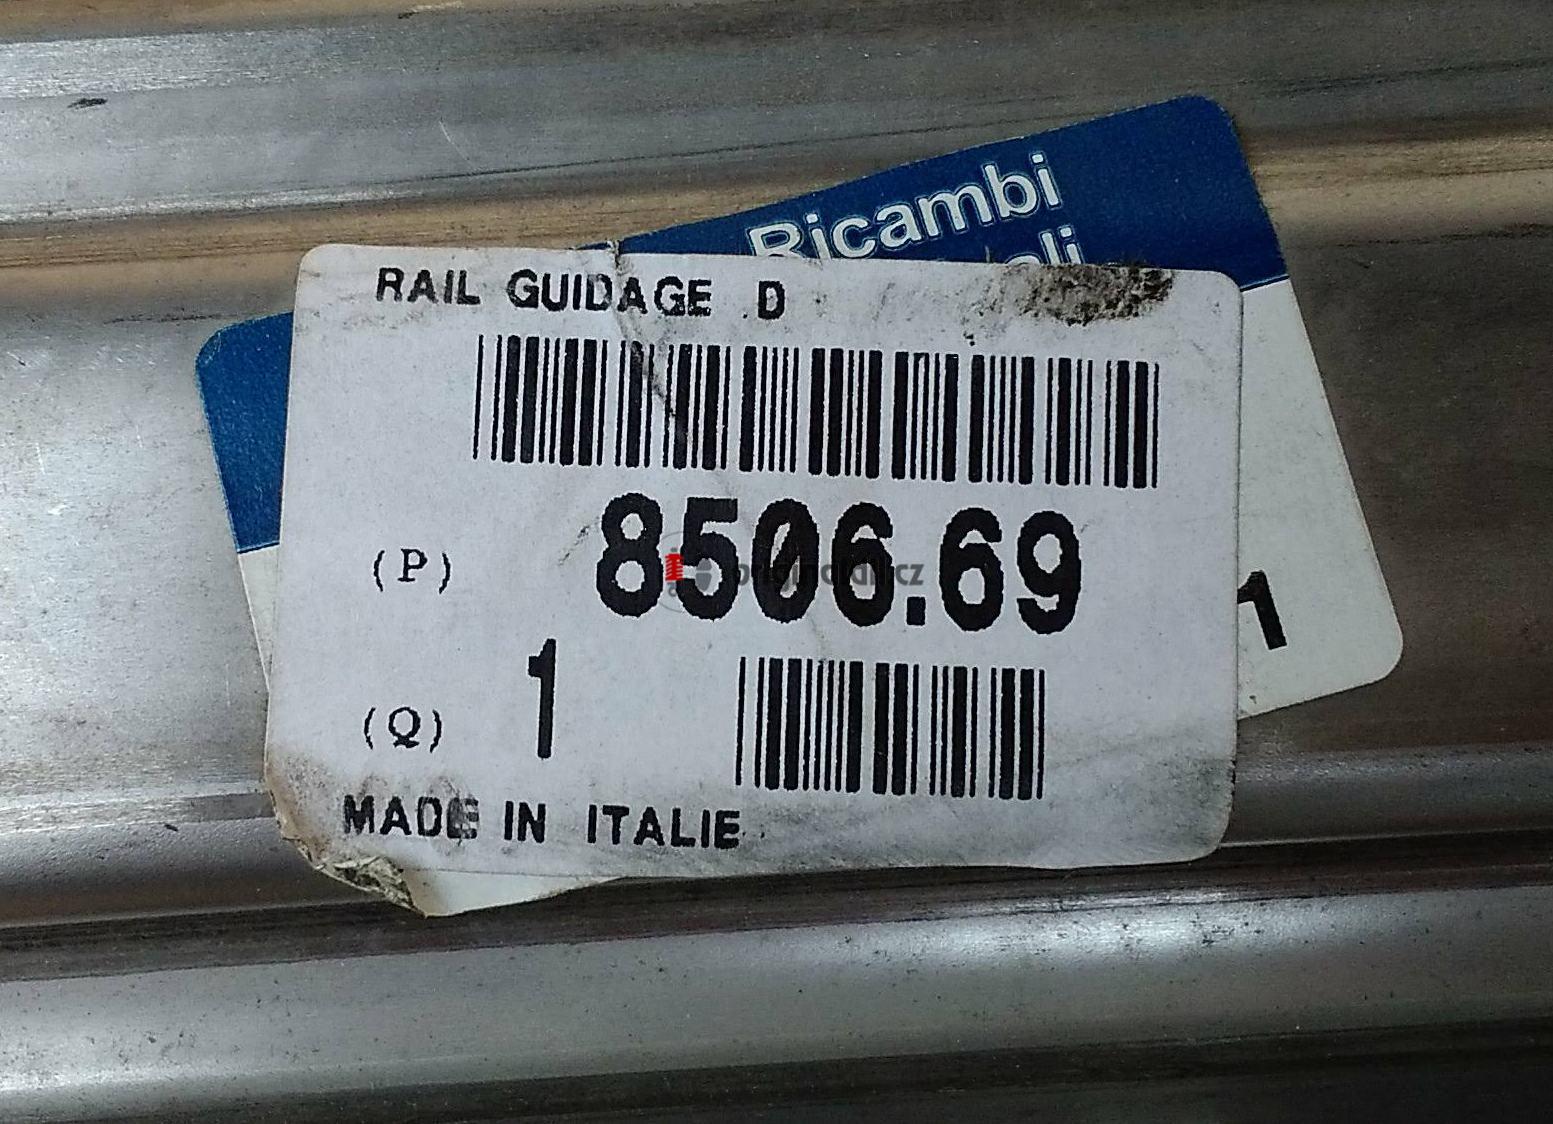 Ricambi
RAIL GUIDAGE D
(P) 8506.69
(Q) 1
1
MADE IN ITALIE